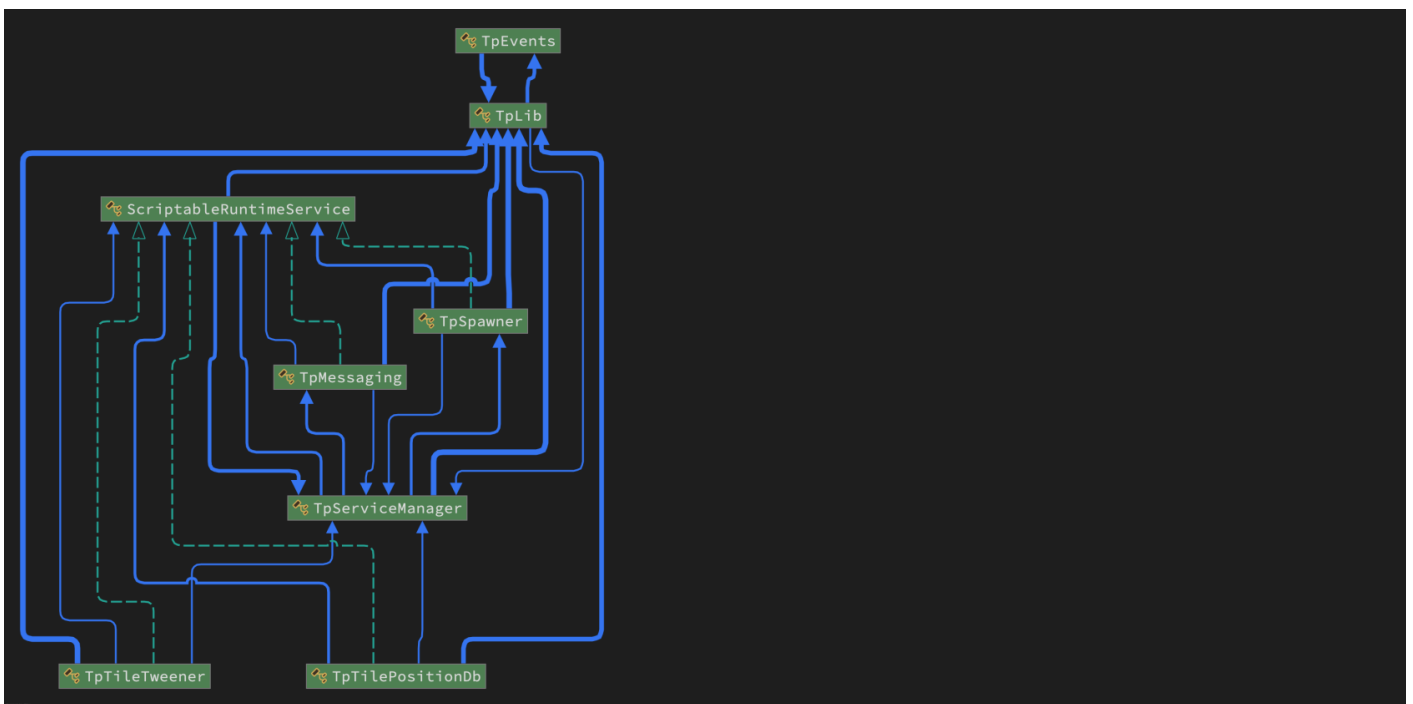 TpEvents
TpLib
ScriptableRuntimeService
TpSpawner
TpMessaging
TpServiceManager
TpTileTweener
TpTilePositionDb